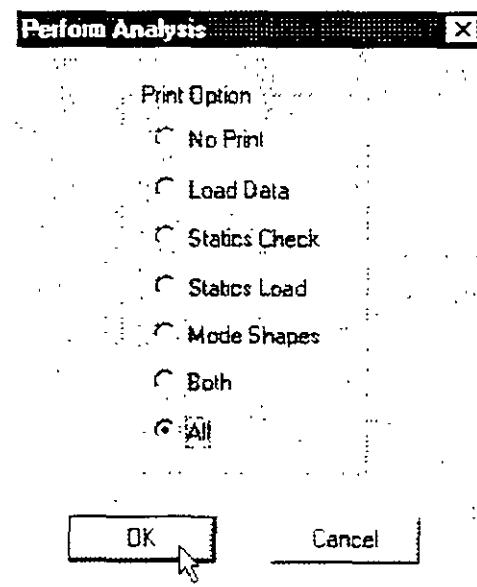 Perform Analysis
Print Option
No Print
Load Data
Statics Check
Statics Load
Mode Shapes
Both
All
OK Cancel